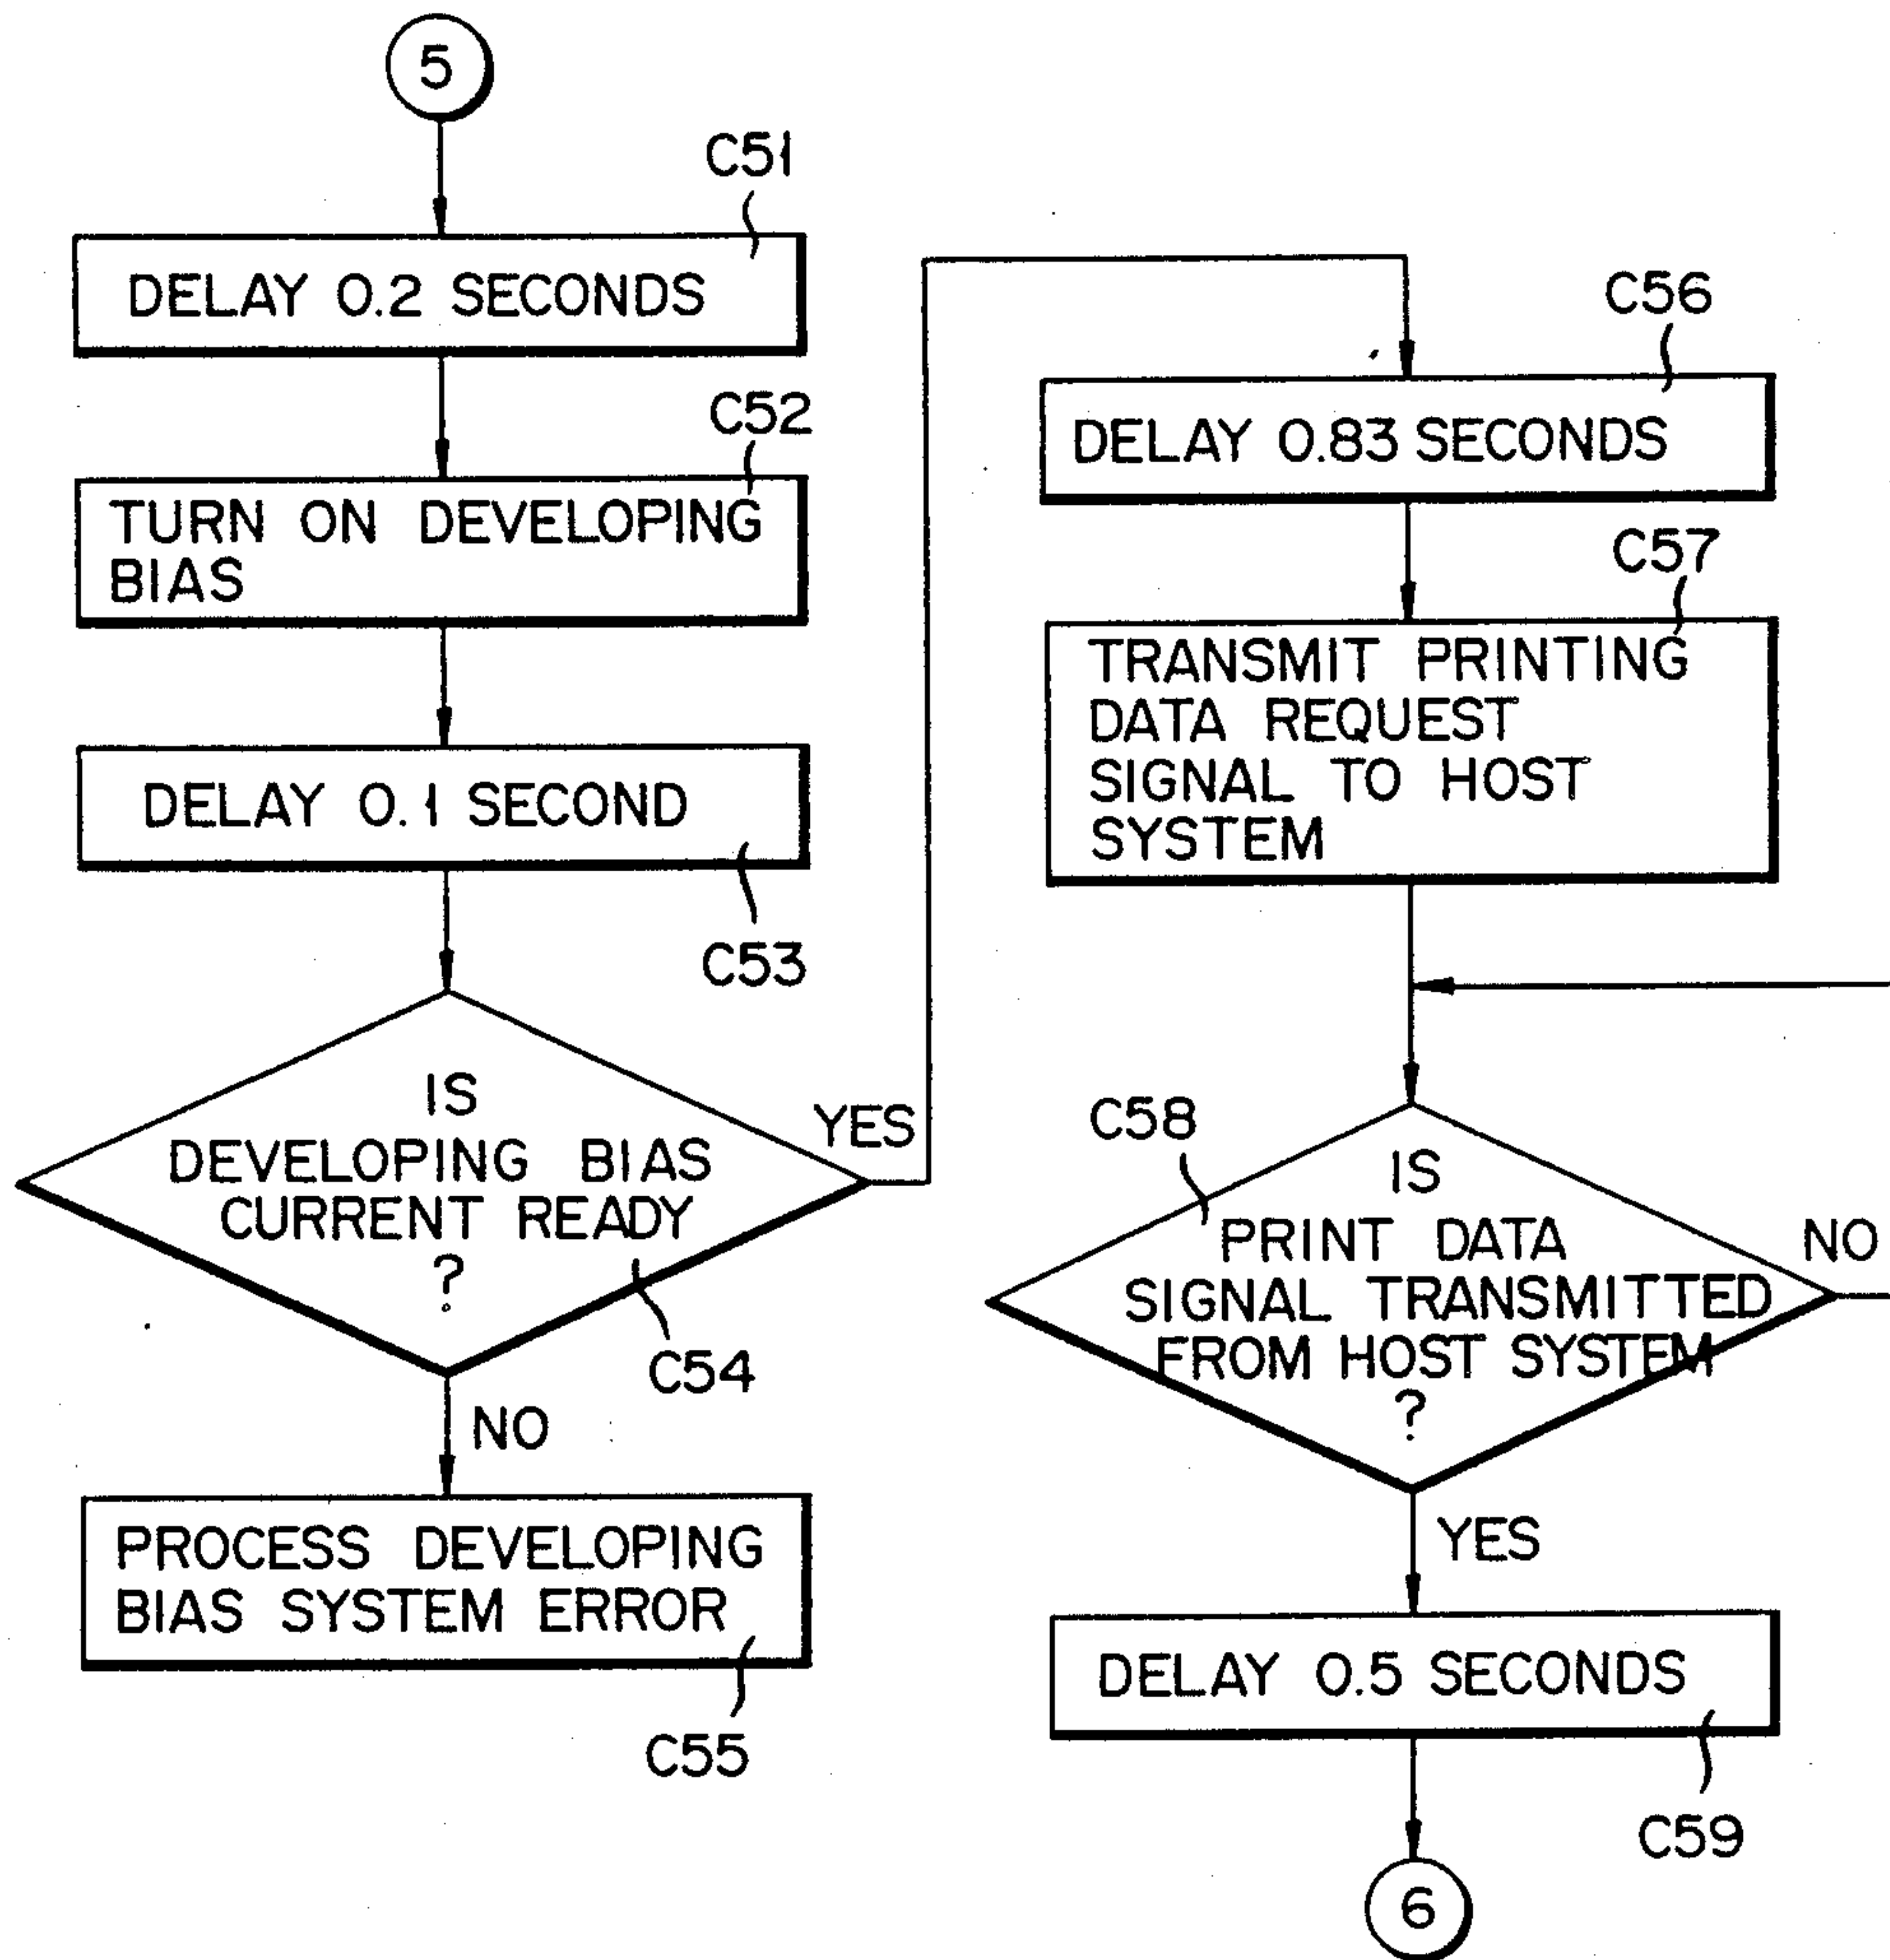 5
C51
DELAY 0.2 SECONDS
C52
TURN ON DEVELOPING
BIAS
DELAY 0.1 SECOND
C53
IS
DEVELOPING BIAS
CURRENT READY
?
YES
C54
NO
PROCESS DEVELOPING
BIAS SYSTEM ERROR
C55
C56
DELAY 0.83 SECONDS
C57
TRANSMIT PRINTING
DATA REQUEST
SIGNAL TO HOST
SYSTEM
C58
IS
PRINT DATA
SIGNAL TRANSMITTED
FROM HOST SYSTEM
?
NO
YES
DELAY 0.5 SECONDS
C59
6